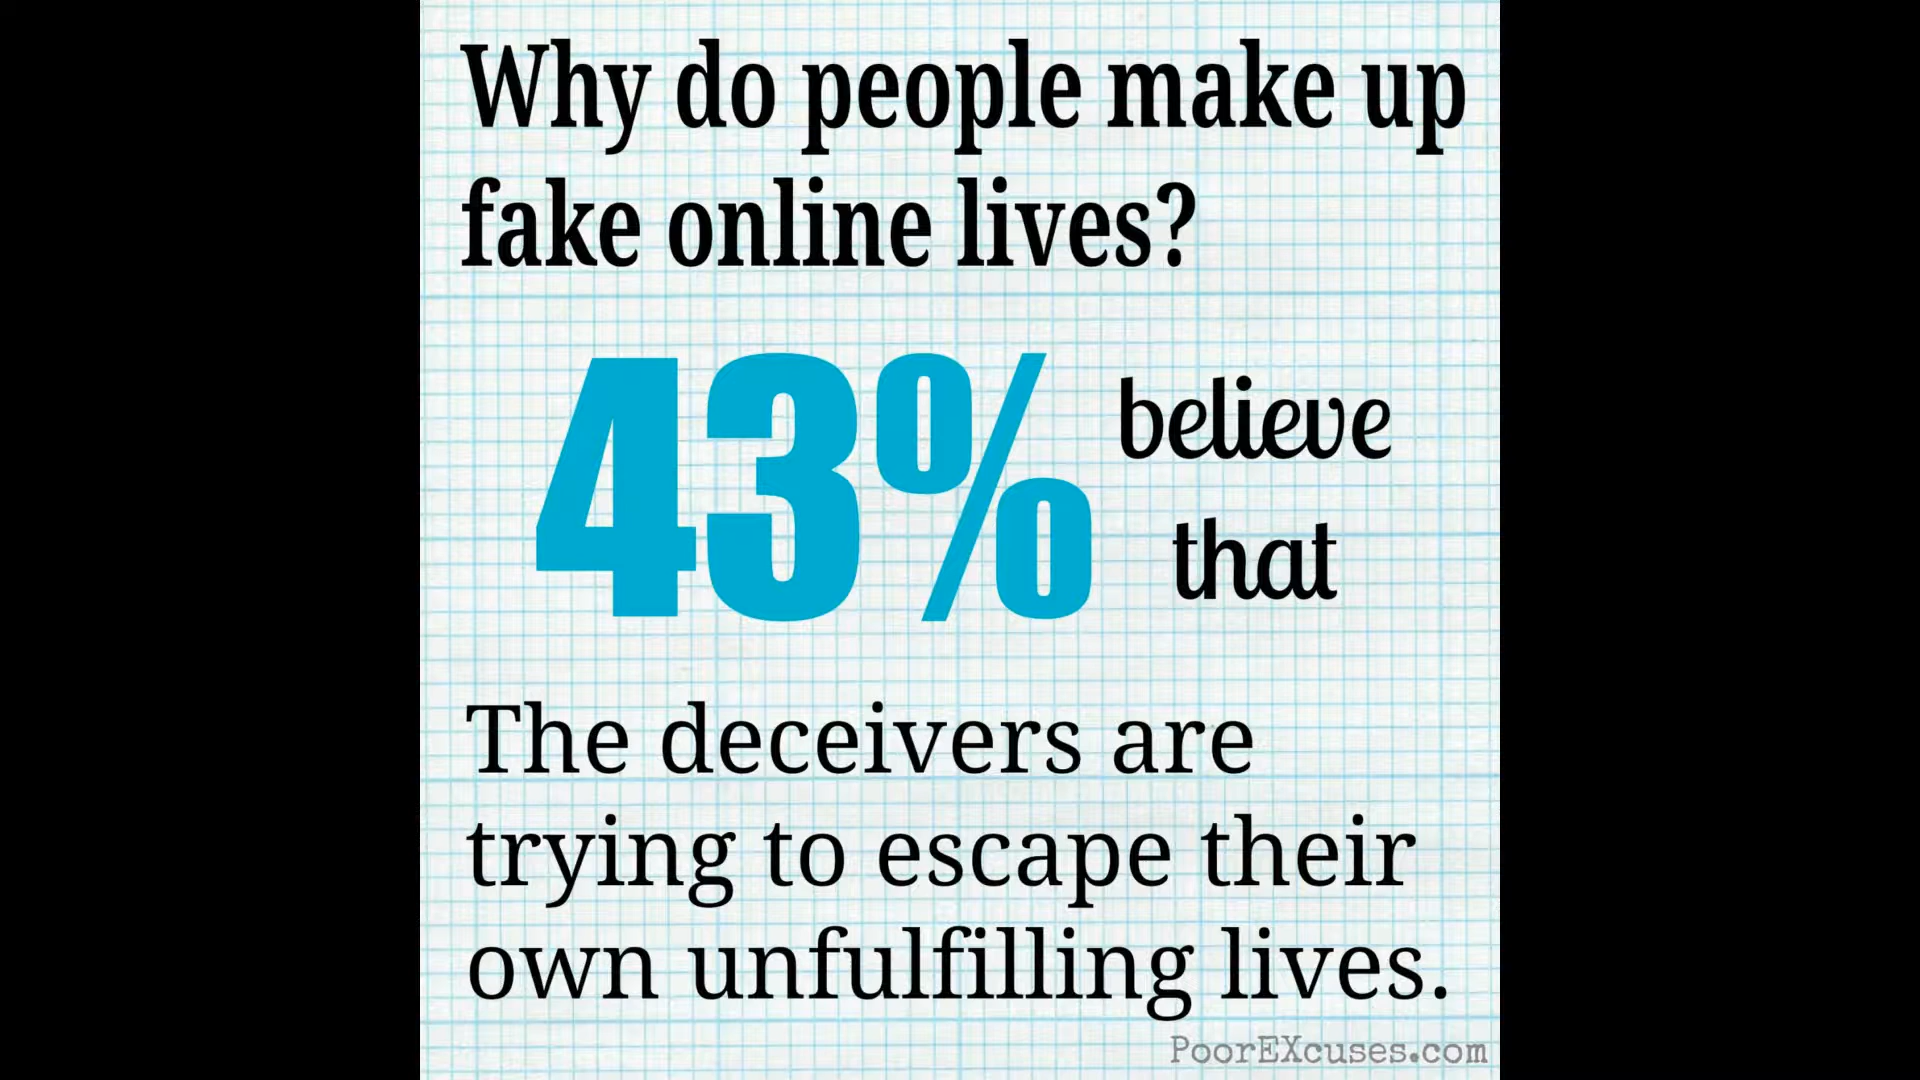 Why do people make up
fake online lives?
43% believe
that
The deceivers are
trying to escape their
own unfulfilling lives.
PoorEXcuses.com